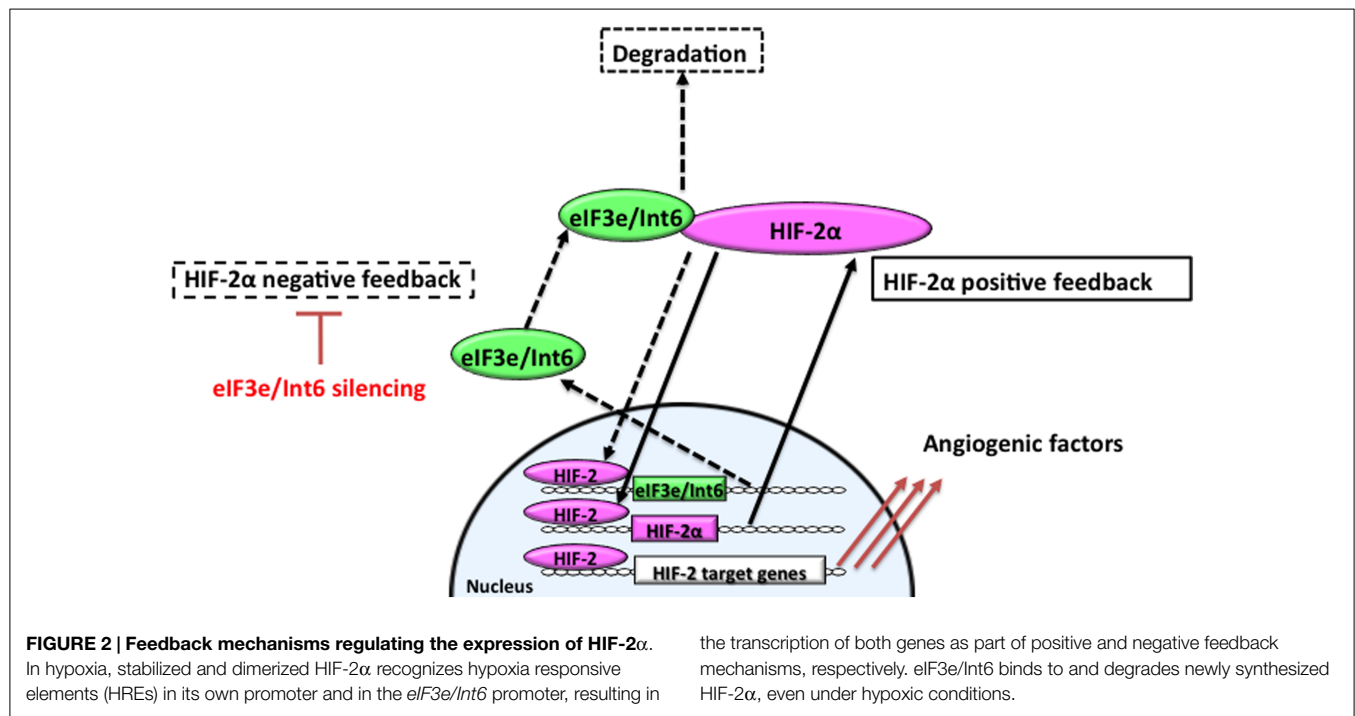 Degradation
eIF3e/Int6
HIF-2α
HIF-2α negative feedback
HIF-2α positive feedback
eIF3e/Int6
eIF3e/Int6 silencing
Angiogenic factors
HIF-2
eIF3e/Int6
HIF-2
HIF-2α
HIF-2
HIF-2 target genes
Nucleus
FIGURE 2 | Feedback mechanisms regulating the expression of HIF-2α.
In hypoxia, stabilized and dimerized HIF-2α recognizes hypoxia responsive
elements (HREs) in its own promoter and in the eIF3e/Int6 promoter, resulting in
the transcription of both genes as part of positive and negative feedback
mechanisms, respectively. eIF3e/Int6 binds to and degrades newly synthesized
HIF-2α, even under hypoxic conditions.